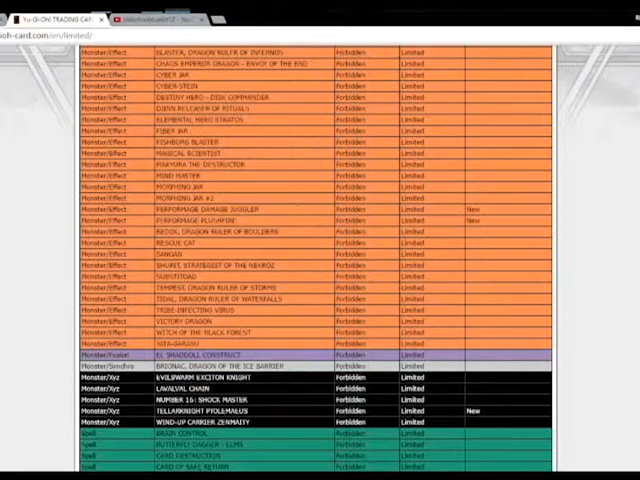 Yu-Gi-Oh! TRADING CAR
ioh-card.com/en/limited/
Monster/Effect BLASTER, DRAGON RULER OF INFERNOS Forbidden Limited
Monster/Effect CHAOS EMPEROR DRAGON - ENVOY OF THE END Forbidden Limited
Monster/Effect CYBER JAR Forbidden Limited
Monster/Effect CYBER-STEIN Forbidden Limited
Monster/Effect DESTINY HERO - DISK COMMANDER Forbidden Limited
Monster/Effect DJINN RELEASER OF RITUALS Forbidden Limited
Monster/Effect ELEMENTAL HERO STRATOS Forbidden Limited
Monster/Effect FIBER JAR Forbidden Limited
Monster/Effect FISHBORG BLASTER Forbidden Limited
Monster/Effect MAGICAL SCIENTIST Forbidden Limited
Monster/Effect MAKYURA THE DESTRUCTOR Forbidden Limited
Monster/Effect MIND MASTER Forbidden Limited
Monster/Effect MORPHING JAR Forbidden Limited
Monster/Effect MORPHING JAR #2 Forbidden Limited
Monster/Effect PERFORMAGE DAMAGE JUGGLER Forbidden Limited New
Monster/Effect PERFORMAGE PLUSHFIRE Forbidden Limited New
Monster/Effect REDOX, DRAGON RULER OF BOULDERS Forbidden Limited
Monster/Effect RESCUE CAT Forbidden Limited
Monster/Effect SANGAN Forbidden Limited
Monster/Effect SHURIT, STRATEGIST OF THE NEKROZ Forbidden Limited
Monster/Effect SUBSTITOAD Forbidden Limited
Monster/Effect TEMPEST, DRAGON RULER OF STORMS Forbidden Limited
Monster/Effect TIDAL, DRAGON RULER OF WATERFALLS Forbidden Limited
Monster/Effect TRIBE-INFECTING VIRUS Forbidden Limited
Monster/Effect VICTORY DRAGON Forbidden Limited
Monster/Effect WITCH OF THE BLACK FOREST Forbidden Limited
Monster/Effect YATA-GARASU Forbidden Limited
Monster/Fusion EL SHADDOLL CONSTRUCT Forbidden Limited
Monster/Synchro BRIONAC, DRAGON OF THE ICE BARRIER Forbidden Limited
Monster/Xyz EVILSWARM EXCITON KNIGHT Forbidden Limited
Monster/Xyz LAVALVAL CHAIN Forbidden Limited
Monster/Xyz NUMBER 16: SHOCK MASTER Forbidden Limited
Monster/Xyz TELLARKNIGHT PTOLEMAEUS Forbidden Limited New
Monster/Xyz WIND-UP CARRIER ZENMAITY Forbidden Limited
Spell BRAIN CONTROL Forbidden Limited
Spell BUTTERFLY DAGGER - ELMA Forbidden Limited
Spell CARD DESTRUCTION Forbidden Limited
Spell CARD OF SAFE RETURN Forbidden Limited